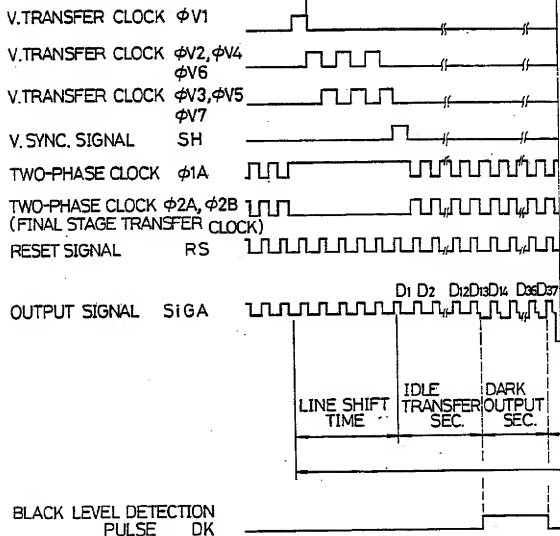 V.TRANSFER CLOCK φV1
V.TRANSFER CLOCK φV2,φV4
φV6
V.TRANSFER CLOCK φV3,φV5
φV7
V. SYNC. SIGNAL SH
TWO-PHASE CLOCK φ1A
TWO-PHASE CLOCK φ2A, φ2B
(FINAL STAGE TRANSFER CLOCK)
RESET SIGNAL RS
D1 D2 D12 D13 D14 D36 D37
OUTPUT SIGNAL SiGA
LINE SHIFT TIME
IDLE TRANSFER SEC.
DARK OUTPUT SEC.
BLACK LEVEL DETECTION
PULSE DK